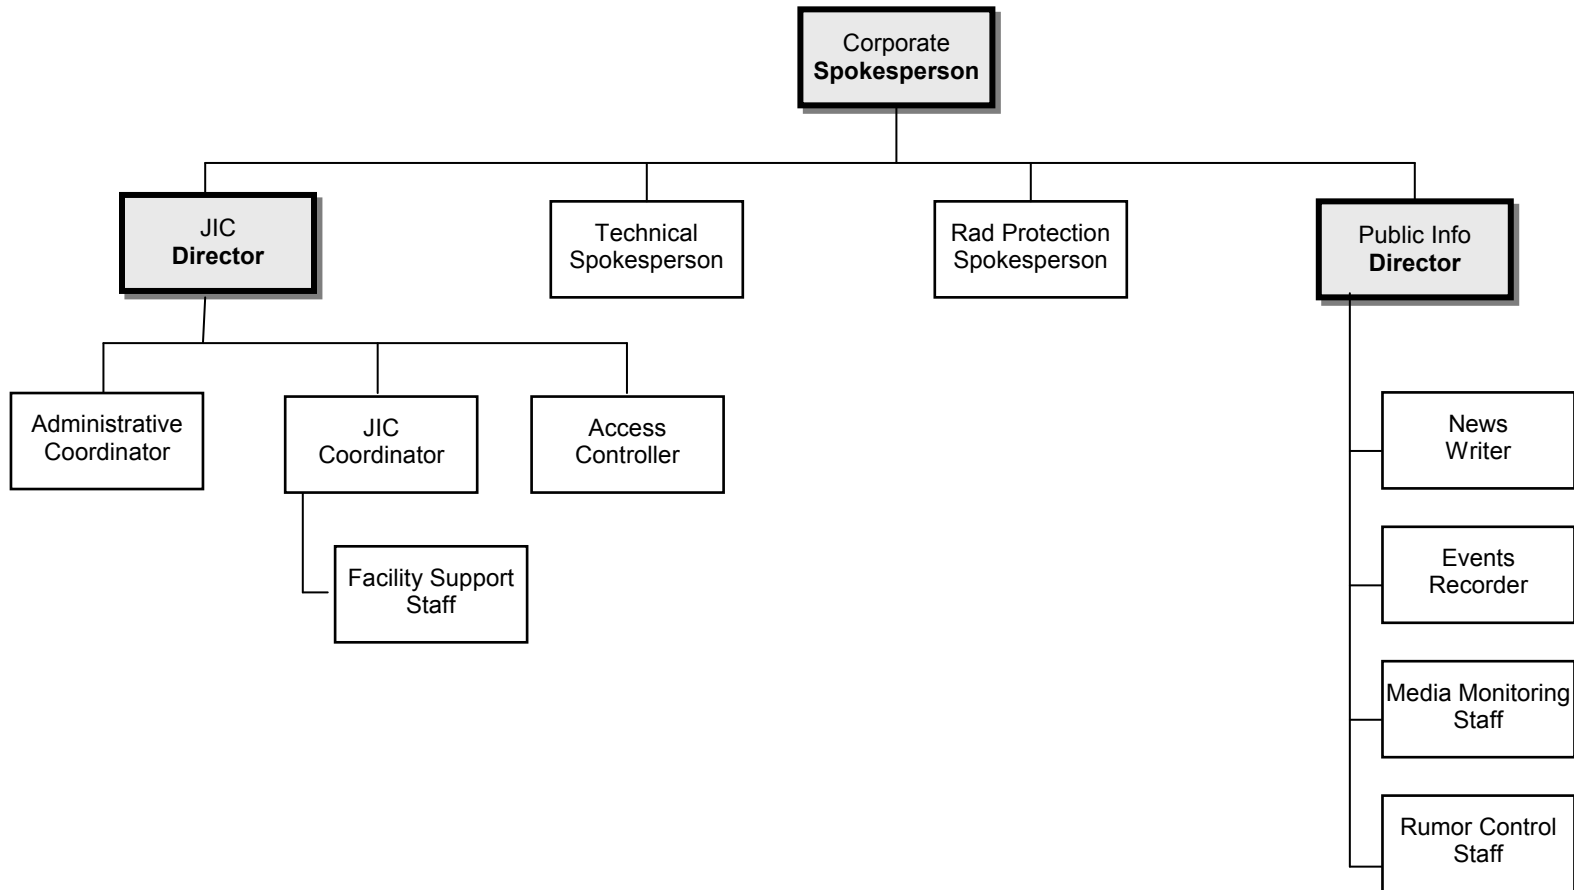 Corporate
Spokesperson
JIC
Director
Technical
Spokesperson
Rad Protection
Spokesperson
Public Info
Director
Administrative
Coordinator
JIC
Coordinator
Access
Controller
News
Writer
Facility Support
Staff
Events
Recorder
Media Monitoring
Staff
Rumor Control
Staff